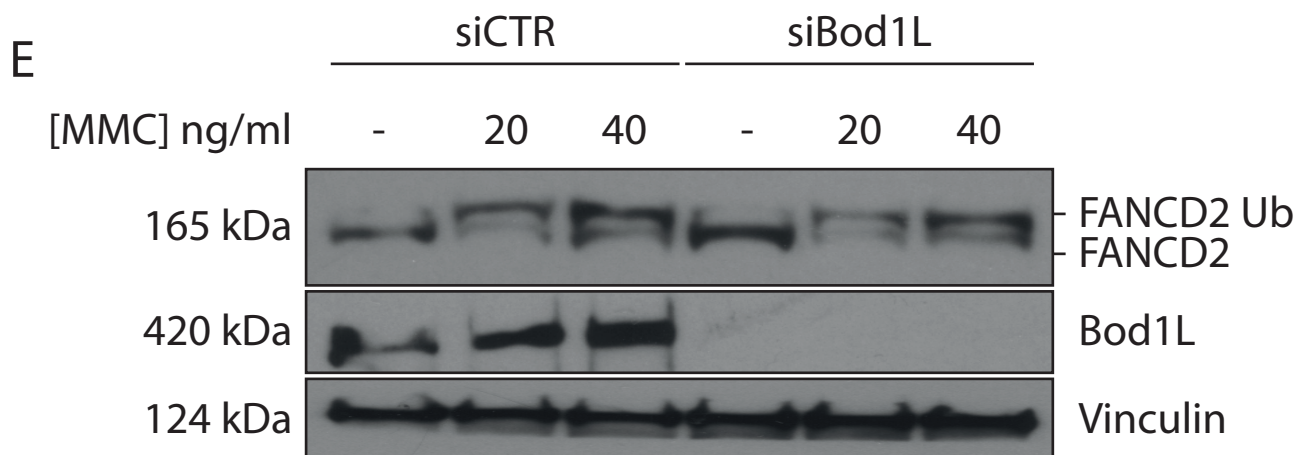 E
siCTR siBod1L
[MMC] ng/ml - 20 40 - 20 40
165 kDa
FANCD2 Ub
FANCD2
420 kDa Bod1L
124 kDa Vinculin